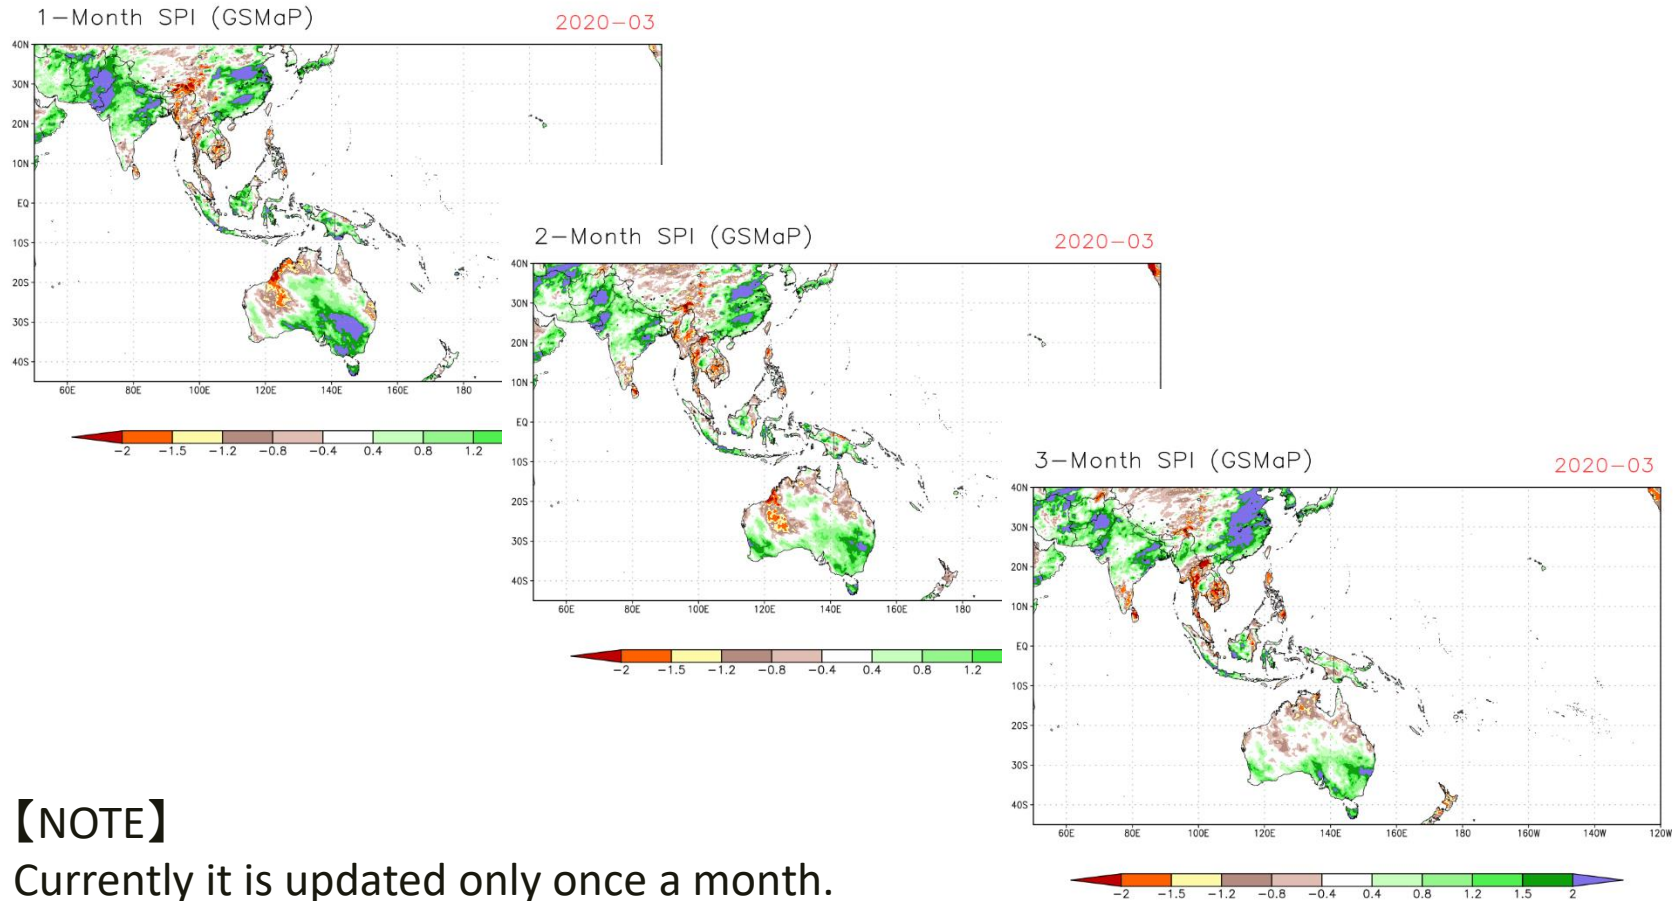 1-Month SPI (GSMaP) 2020-03
40N
30N
20N
10N
EQ
10S
20S
30S
40S
60E 80E 100E 120E 140E 160E 180
-2 -1.5 -1.2 -0.8 -0.4 0.4 0.8 1.2
2-Month SPI (GSMaP) 2020-03
40N
30N
20N
10N
EQ
10S
20S
30S
40S
60E 80E 100E 120E 140E 160E 180
-2 -1.5 -1.2 -0.8 -0.4 0.4 0.8 1.2
3-Month SPI (GSMaP) 2020-03
40N
30N
20N
10N
EQ
10S
20S
30S
40S
60E 80E 100E 120E 140E 160E 180 160W 140W 120W
-2 -1.5 -1.2 -0.8 -0.4 0.4 0.8 1.2 1.5 2
【NOTE】
Currently it is updated only once a month.